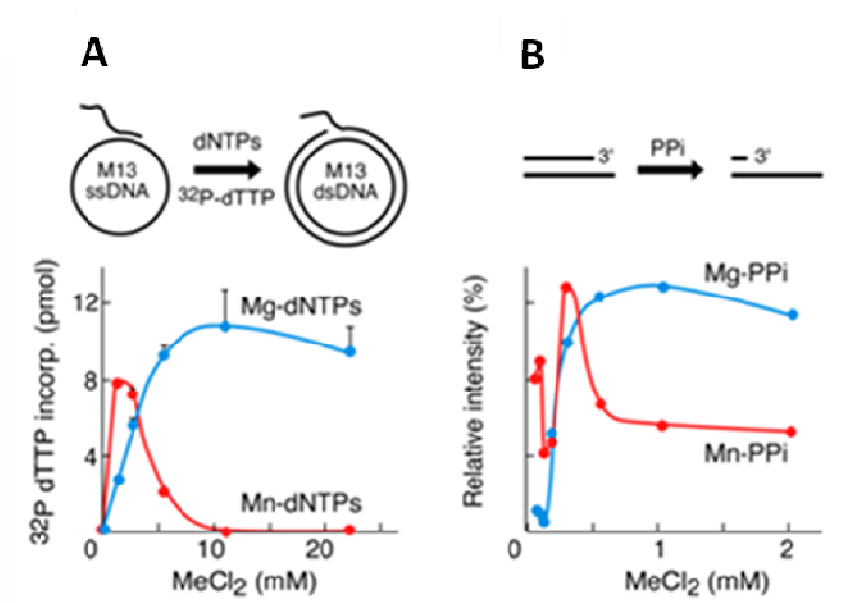 A
B
dNTPs
M13
ssDNA
32P-dTTP
M13
dsDNA
3'
PPi
3'
32P dTTP incorp. (pmol)
12
8
4
0
10
20
Mg-dNTPs
Mn-dNTPs
MeCl2 (mM)
Relative intensity (%)
Mg-PPi
Mn-PPi
0
1
2
MeCl2 (mM)